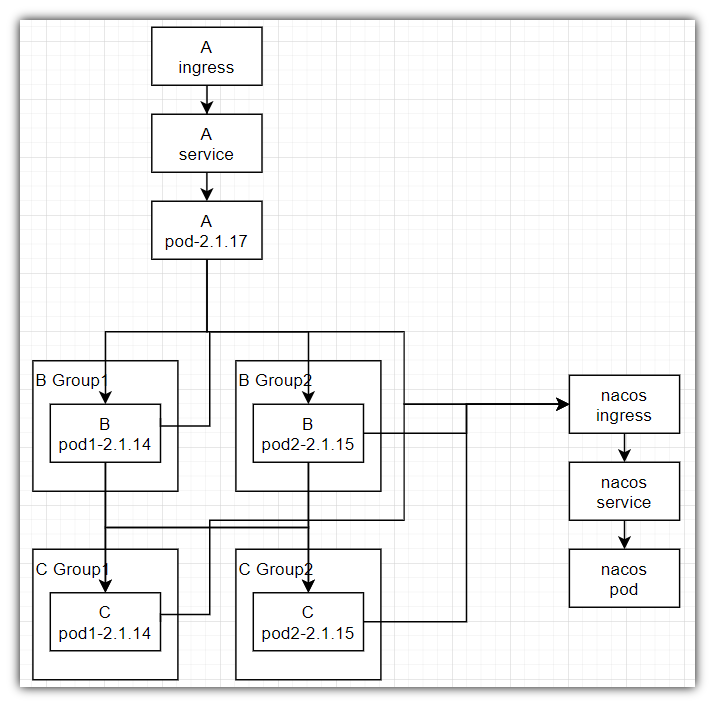 A
ingress
A
service
A
pod-2.1.17
B Group1
B
pod1-2.1.14
B Group2
B
pod2-2.1.15
nacos
ingress
nacos
service
nacos
pod
C Group1
C
pod1-2.1.14
C Group2
C
pod2-2.1.15